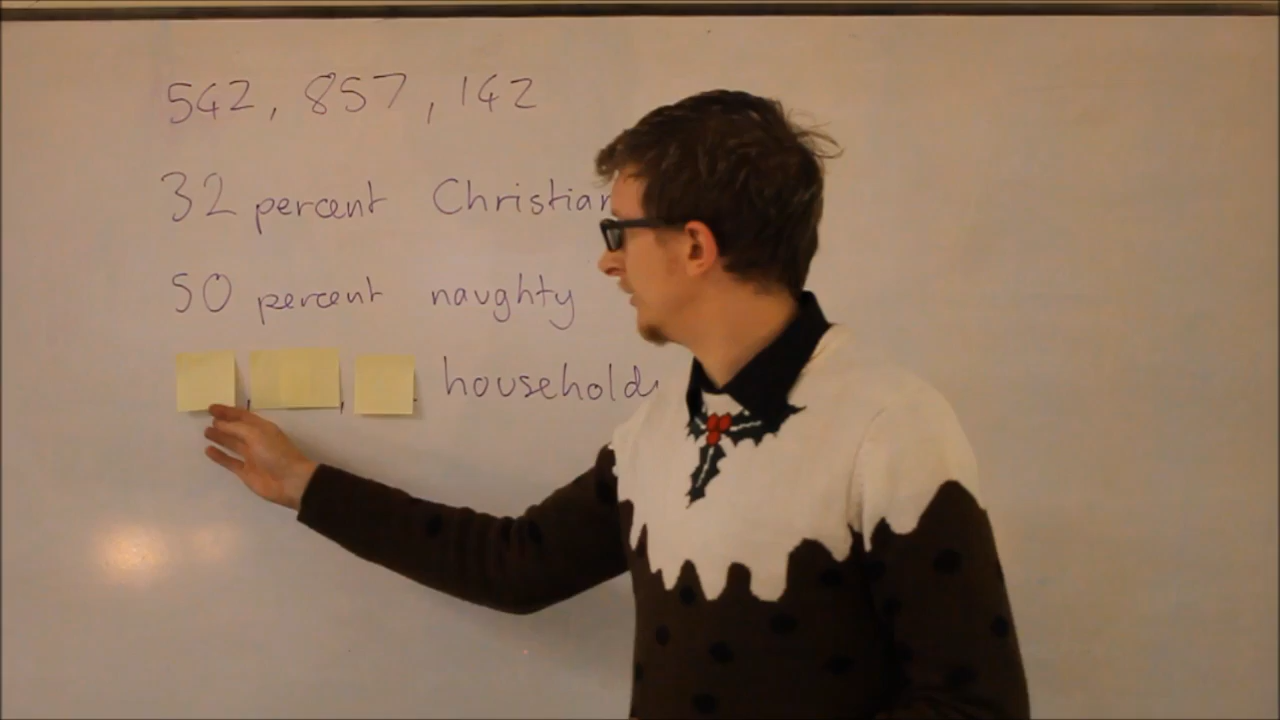 542, 857, 142
32 percent Christian
50 percent naughty
, , . households